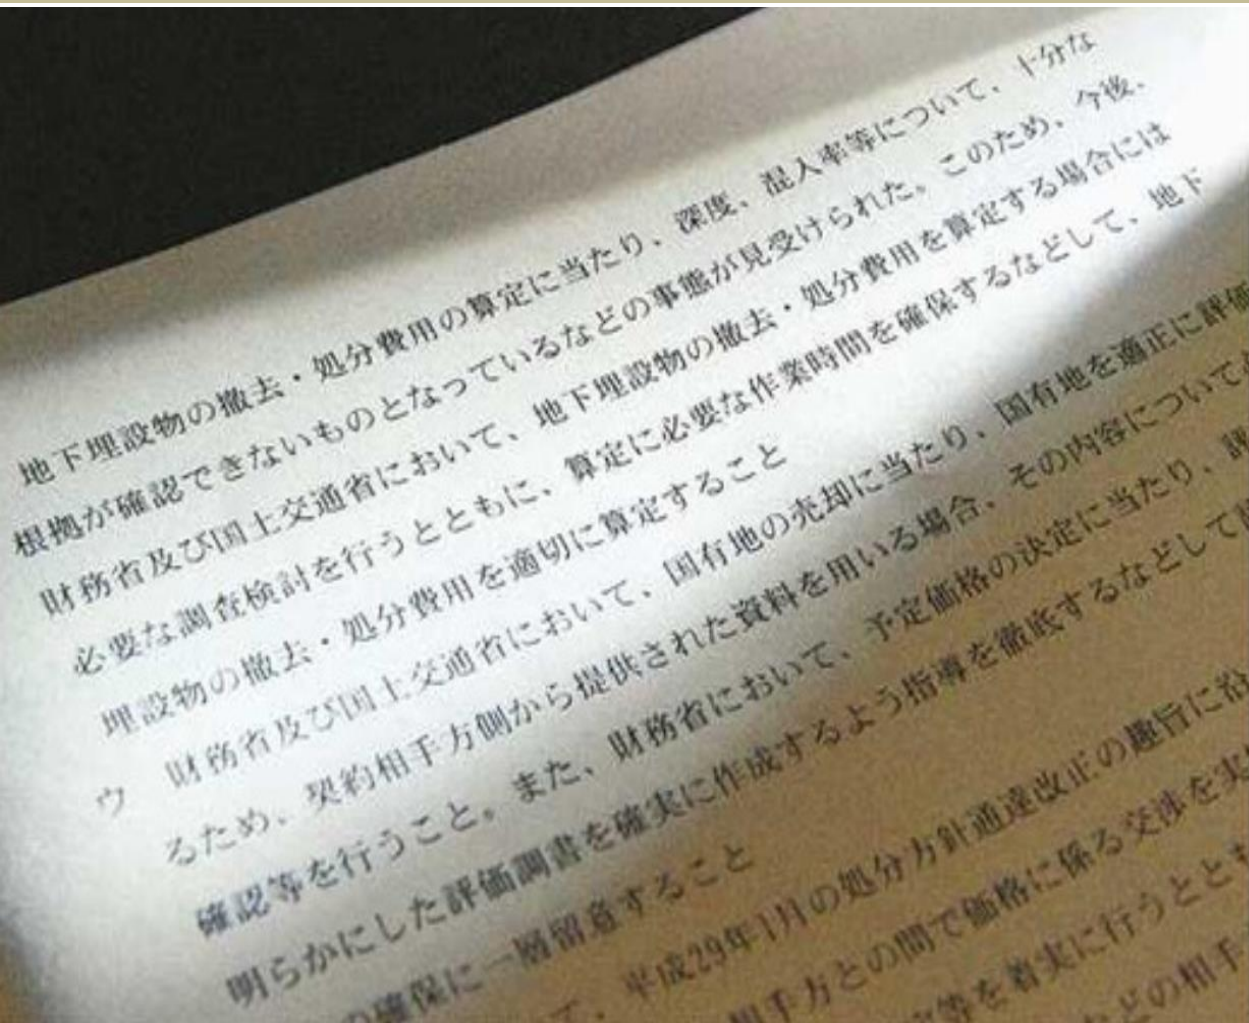 地下埋設物の撤去・処分費用の算定に当たり、深度、混入率等について、十分な
根拠が確認できないものとなっているなどの事態が見受けられた。このため、今後、
財務省及び国土交通省において、地下埋設物の撤去・処分費用を算定する場合には
必要な調査検討を行うとともに、算定に必要な作業時間を確保するなどして、地下
埋設物の撤去・処分費用を適切に算定すること
ウ 財務省及び国土交通省において、国有地の売却に当たり、国有地を適正に評価
るため、契約相手方側から提供された資料を用いる場合、その内容について
確認等を行うこと。また、財務省において、予定価格の決定に当たり、評
明らかにした評価調書を確実に作成するよう指導を徹底するなどして
の確保に一層留意すること
て、平成29年1月の処分方針通達改正の趣旨に沿
相手方との間で価格に係る交渉を実
等を着実に行うととも
などの相手